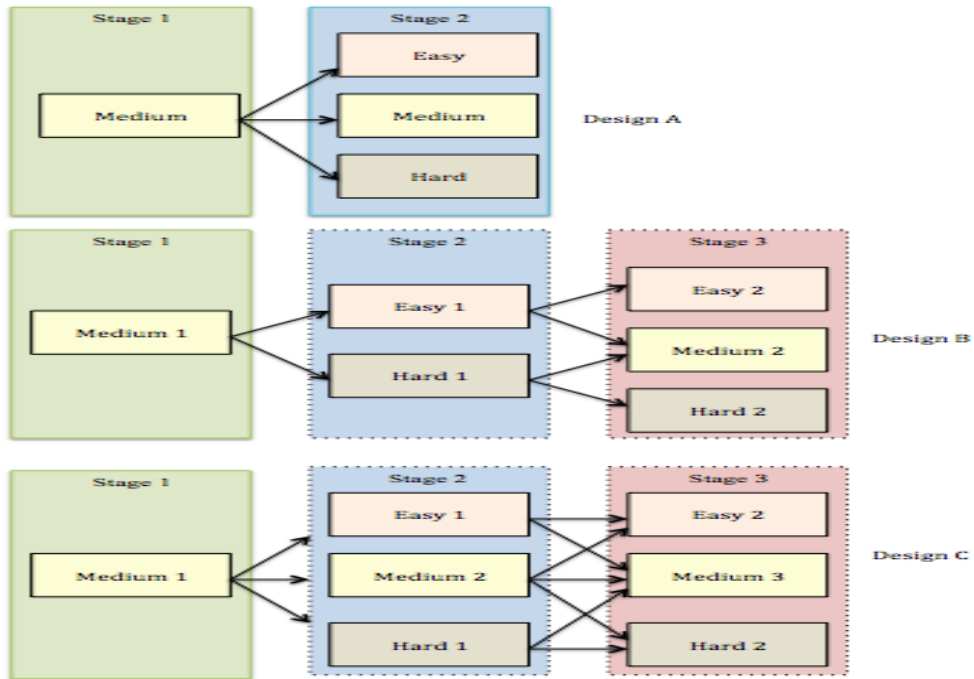 Stage 1
Stage 2
Easy
Medium
Medium
Hard
Design A
Stage 1
Stage 2
Stage 3
Medium 1
Easy 1
Hard 1
Easy 2
Medium 2
Hard 2
Design B
Stage 1
Stage 2
Stage 3
Medium 1
Easy 1
Medium 2
Hard 1
Easy 2
Medium 3
Hard 2
Design C